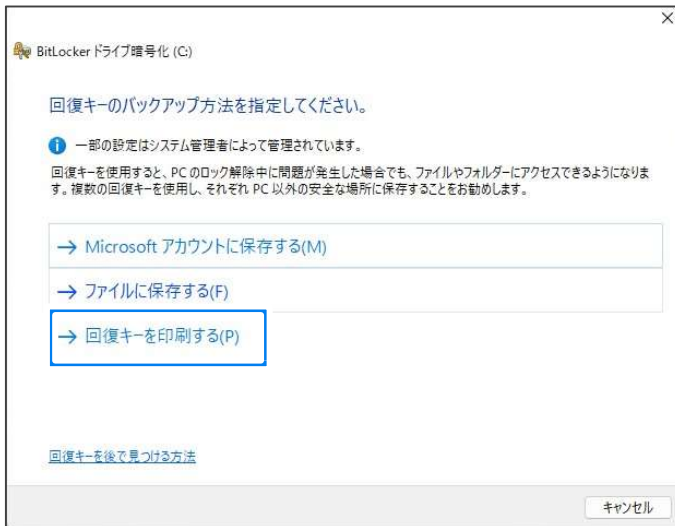 BitLocker ドライブ暗号化 (C:)
回復キーのバックアップ方法を指定してください。
一部の設定はシステム管理者によって管理されています。
回復キーを使用すると、PC のロック解除中に問題が発生した場合でも、ファイルやフォルダーにアクセスできるようになりま
す。複数の回復キーを使用し、それぞれ PC 以外の安全な場所に保存することをお勧めします。
→ Microsoft アカウントに保存する(M)
→ ファイルに保存する(F)
→ 回復キーを印刷する(P)
回復キーを後で見つける方法
キャンセル